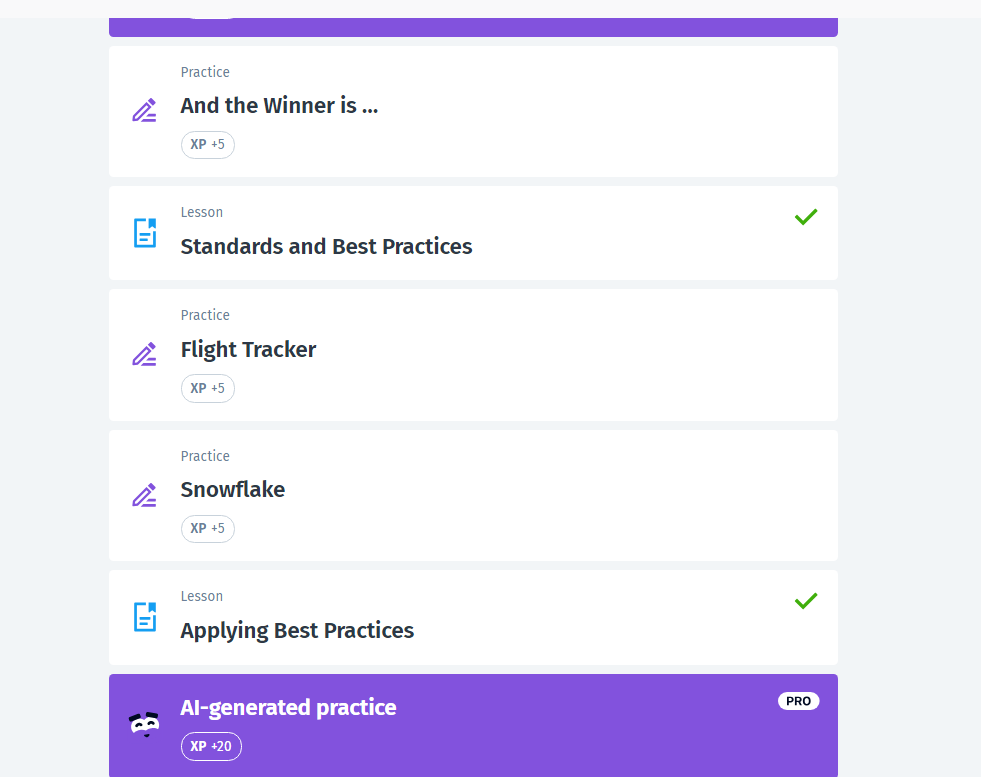 Practice
And the Winner is ...
XP +5
Lesson
Standards and Best Practices
Practice
Flight Tracker
XP +5
Practice
Snowflake
XP +5
Lesson
Applying Best Practices
AI-generated practice
PRO
XP +20